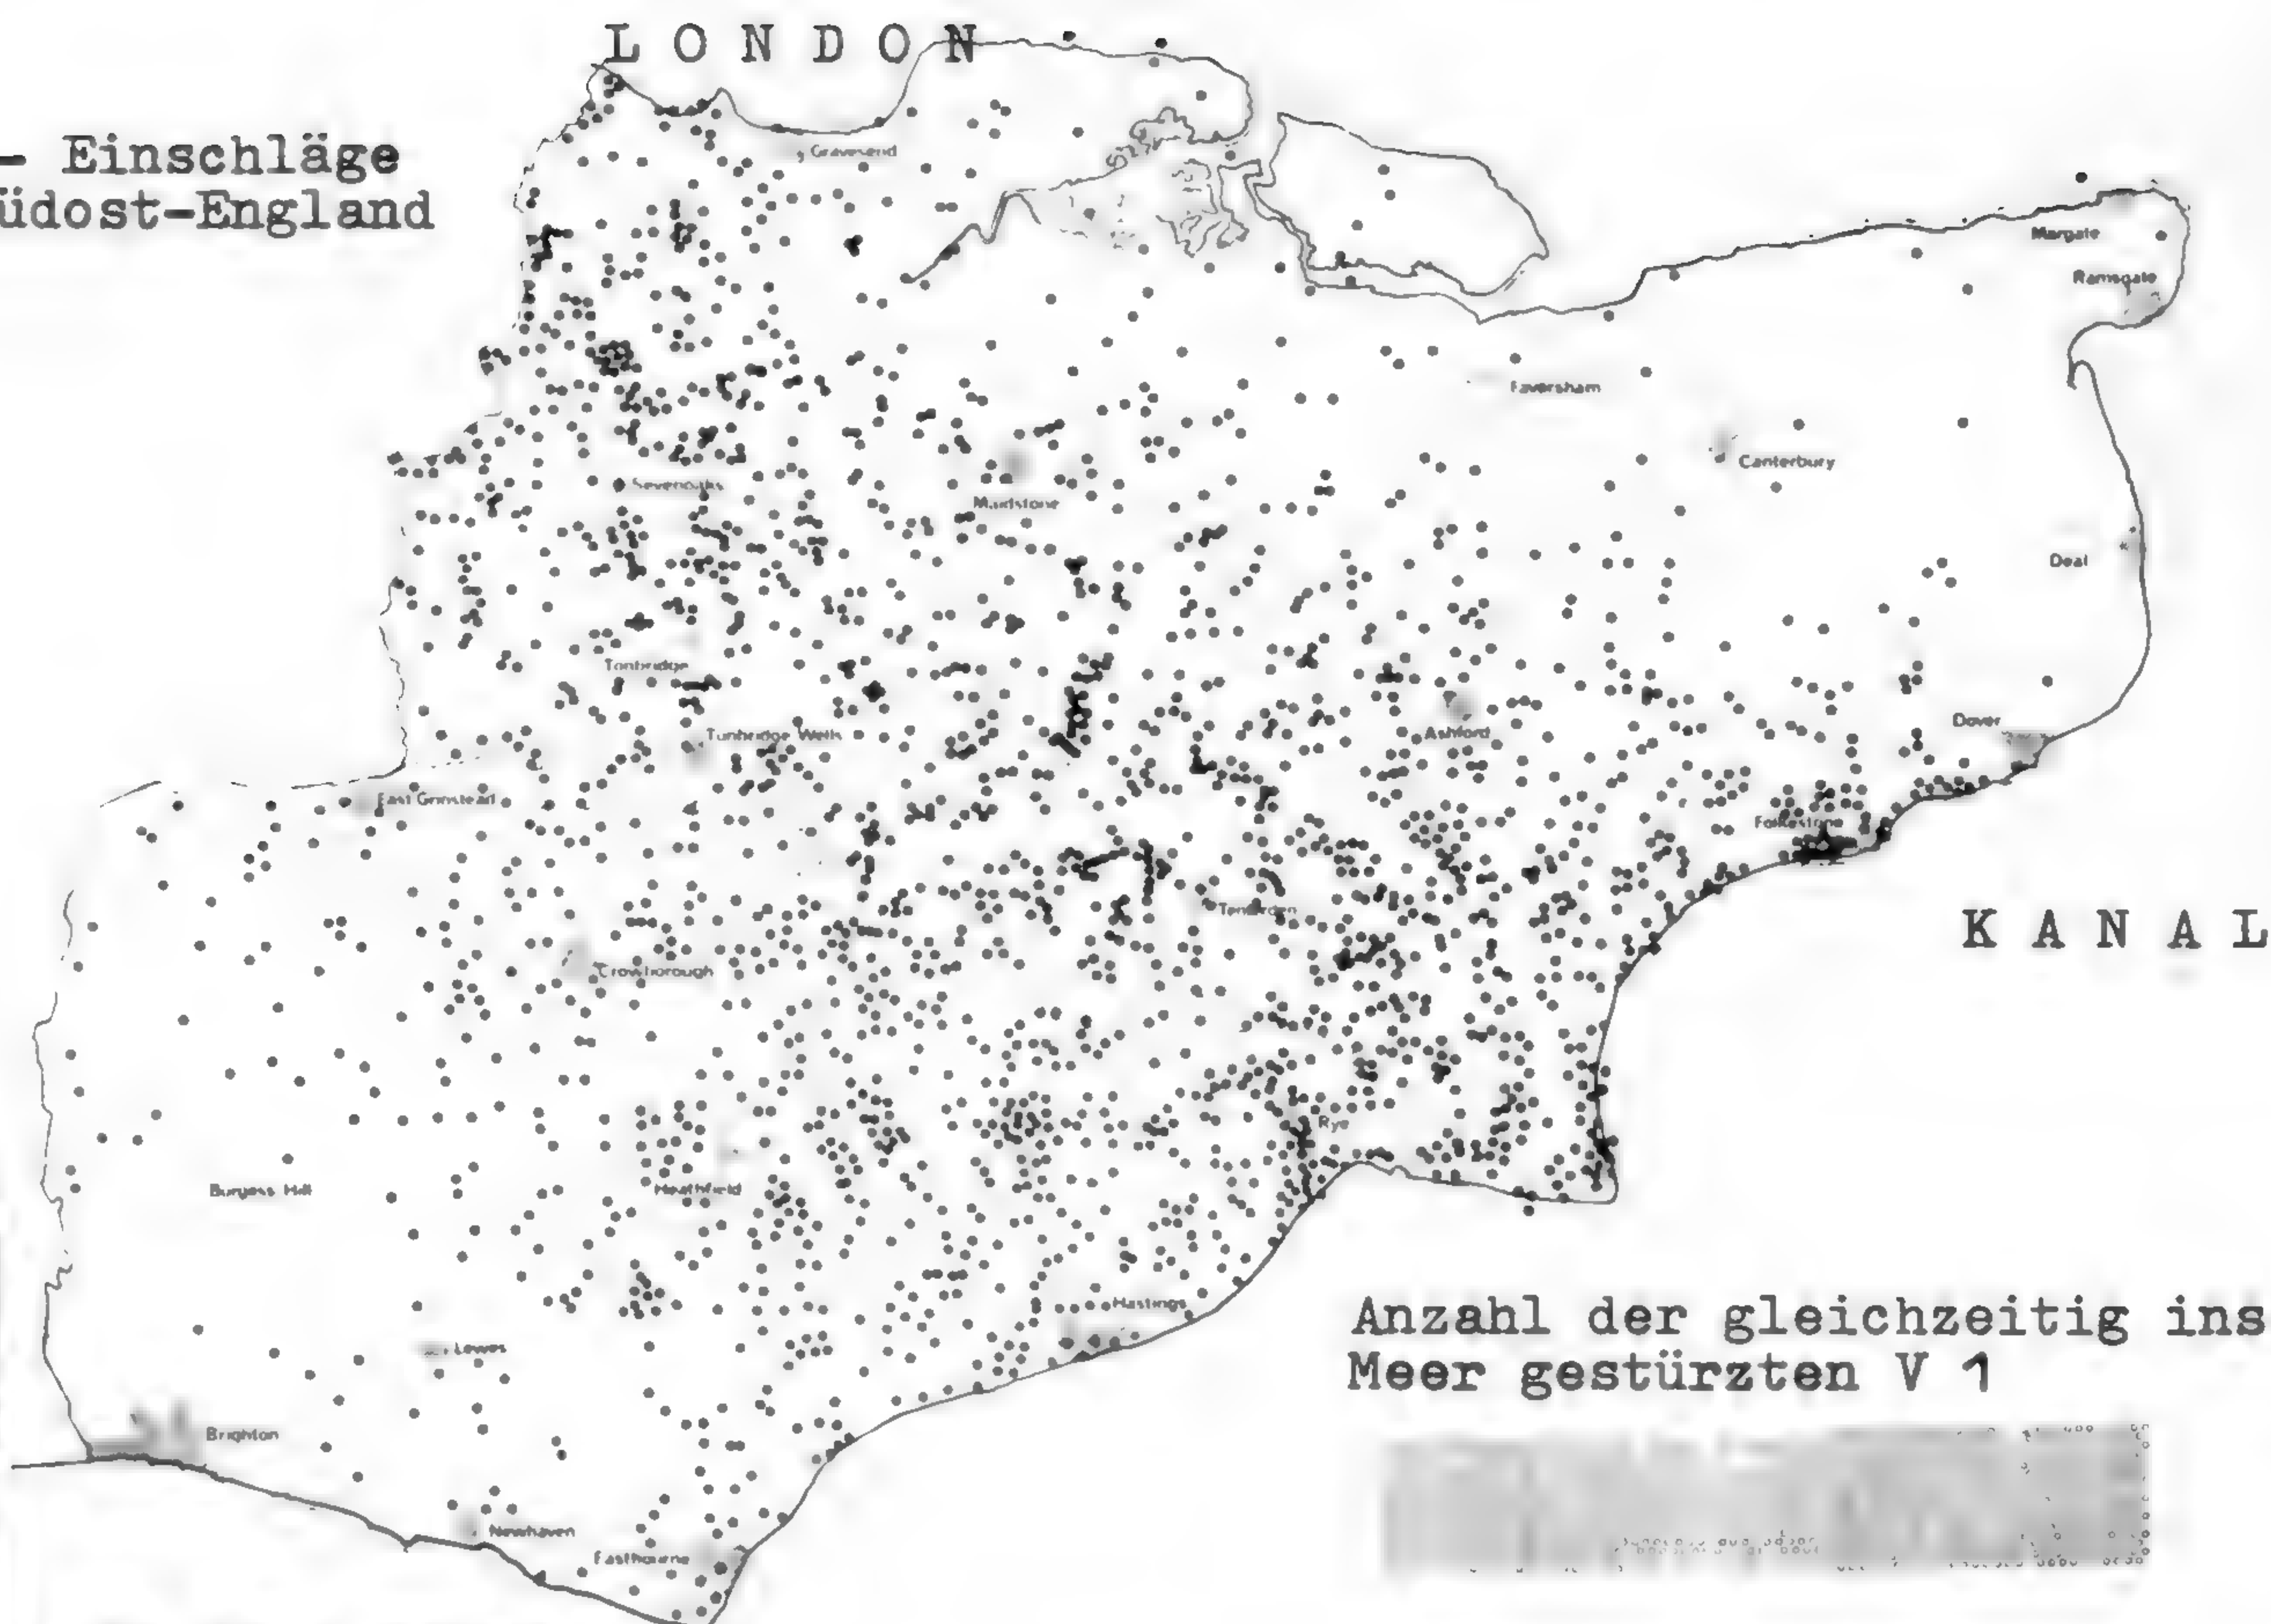 LONDON
- Einschläge
üdost-England
Gravesend
Margate
Ramsgate
Faversham
Canterbury
Sevenoaks
Maidstone
Deal
Tonbridge
Dover
Tunbridge Wells
Ashford
East Grinstead
Folkestone
Tenterden
KANAL
Crowborough
Rye
Burgess Hill
Heathfield
Hastings
Anzahl der gleichzeitig ins
Meer gestürzten V 1
Lewes
Brighton
Newhaven
Eastbourne